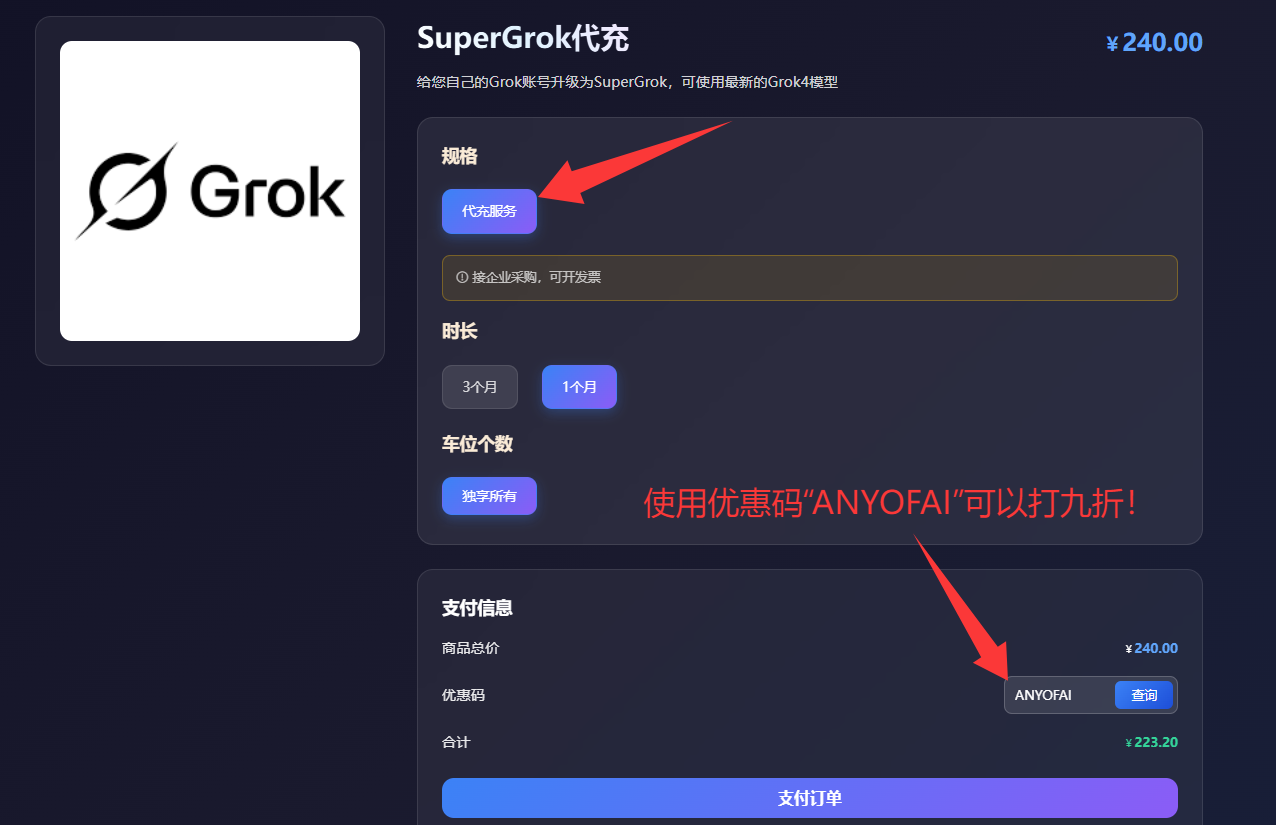 Grok
SuperGrok代充
¥240.00
给您自己的Grok账号升级为SuperGrok，可使用最新的Grok4模型
规格
代充服务
接企业采购，可开发票
时长
3个月
1个月
车位个数
独享所有
使用优惠码“ANYOFAI”可以打九折！
支付信息
商品总价
¥240.00
优惠码
ANYOFAI
查询
合计
¥223.20
支付订单